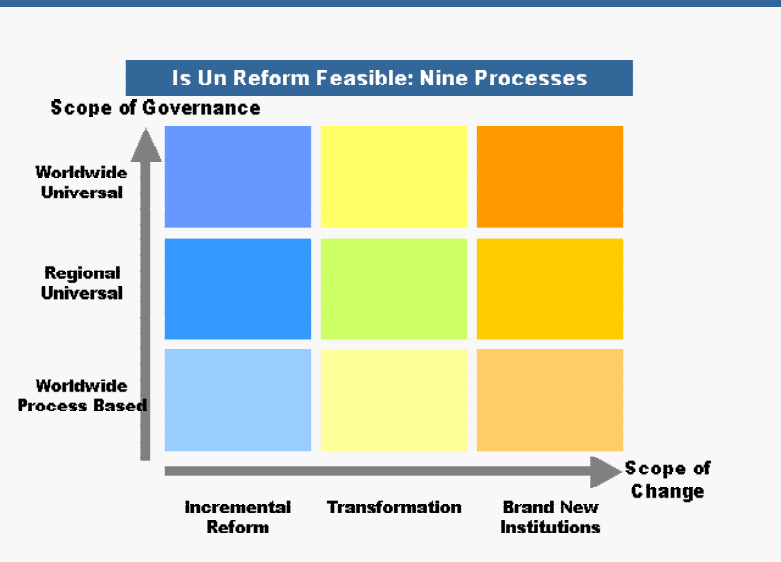 Is Un Reform Feasible: Nine Processes
Scope of Governance
Worldwide
Universal
Regional
Universal
Worldwide
Process Based
Scope of
Change
Incremental
Reform
Transformation
Brand New
Institutions